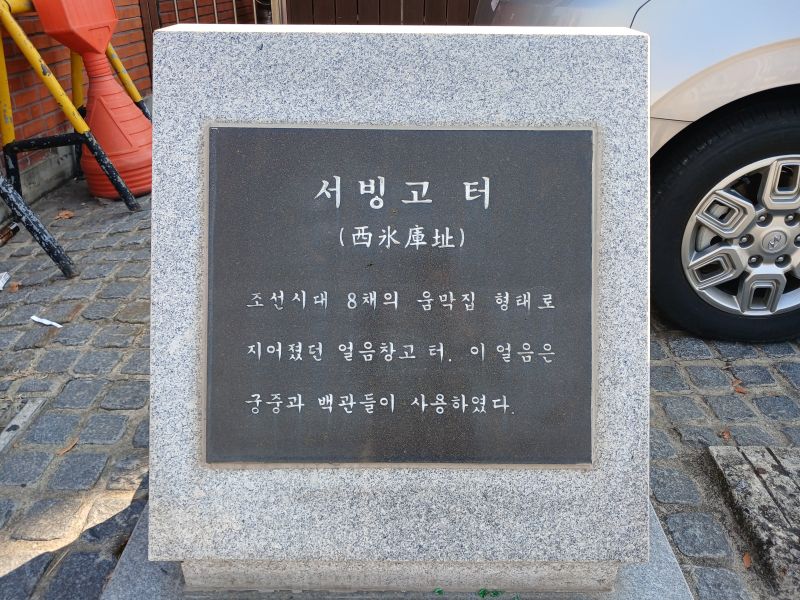 서빙고 터
(西氷庫址)
조선시대 8채의 움막집 형태로
지어졌던 얼음창고 터. 이 얼음은
궁중과 백관들이 사용하였다.